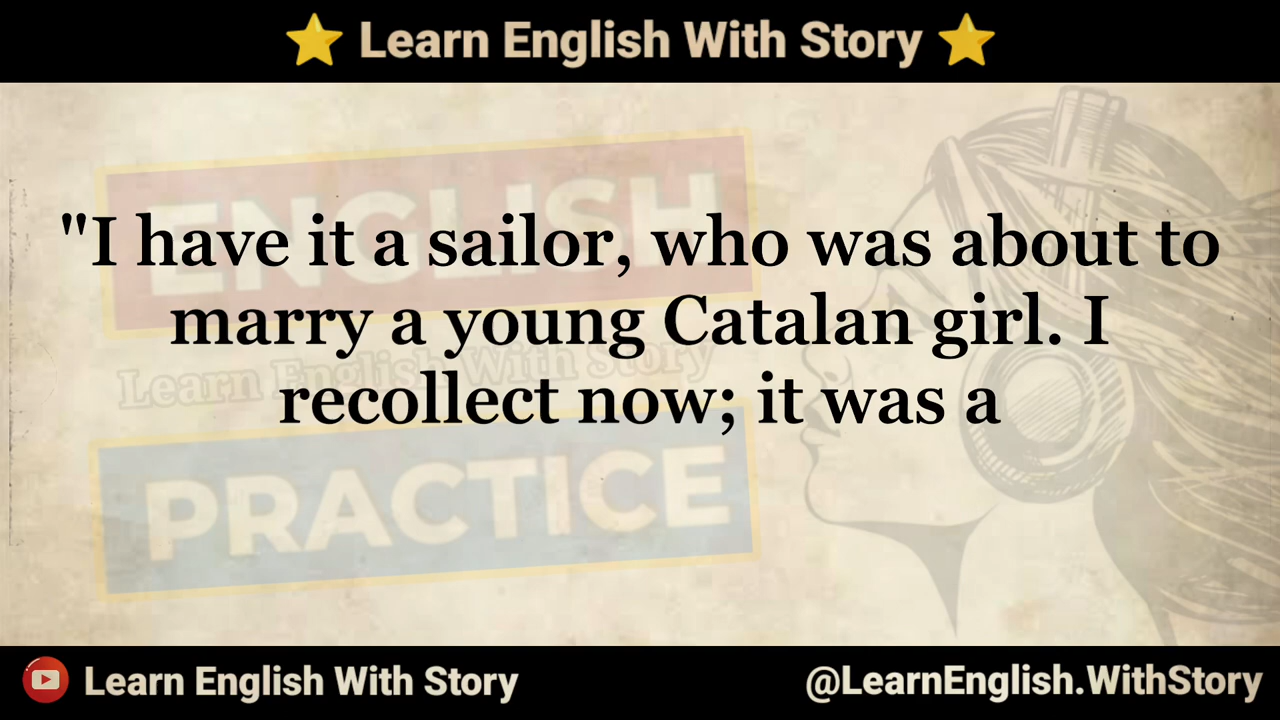 ⭐ Learn English With Story ⭐
ENGLISH
"I have it a sailor, who was about to
marry a young Catalan girl. I
Learn English With Story
recollect now; it was a
PRACTICE
Learn English With Story
@LearnEnglish.WithStory